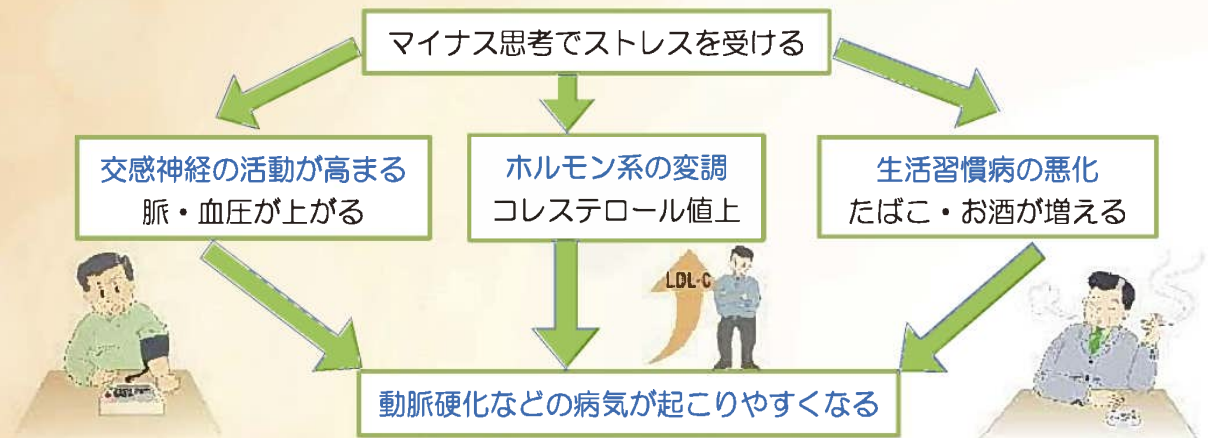 マイナス思考でストレスを受ける
交感神経の活動が高まる
脈・血圧が上がる
ホルモン系の変調
コレステロール値上
生活習慣病の悪化
たばこ・お酒が増える
LDL-C
動脈硬化などの病気が起こりやすくなる